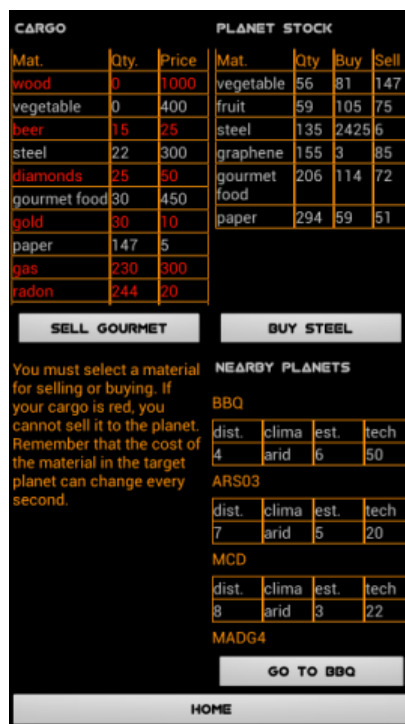 CARGO
Mat. Qty. Price
wood 0 1000
vegetable 0 400
beer 15 25
steel 22 300
diamonds 25 50
gourmet food 30 450
gold 30 10
paper 147 5
gas 230 300
radon 244 20
SELL GOURMET
You must select a material
for selling or buying. If
your cargo is red, you
cannot sell it to the planet.
Remember that the cost of
the material in the target
planet can change every
second.
PLANET STOCK
Mat. Qty Buy Sell
vegetable 56 81 147
fruit 59 105 75
steel 135 2425 6
graphene 155 3 85
gourmet 206 114 72
food
paper 294 59 51
BUY STEEL
NEARBY PLANETS
BBQ
dist. clima est. tech
4 arid 6 50
ARS03
dist. clima est. tech
7 arid 5 20
MCD
dist. clima est. tech
8 arid 3 22
MADG4
GO TO BBQ
HOME